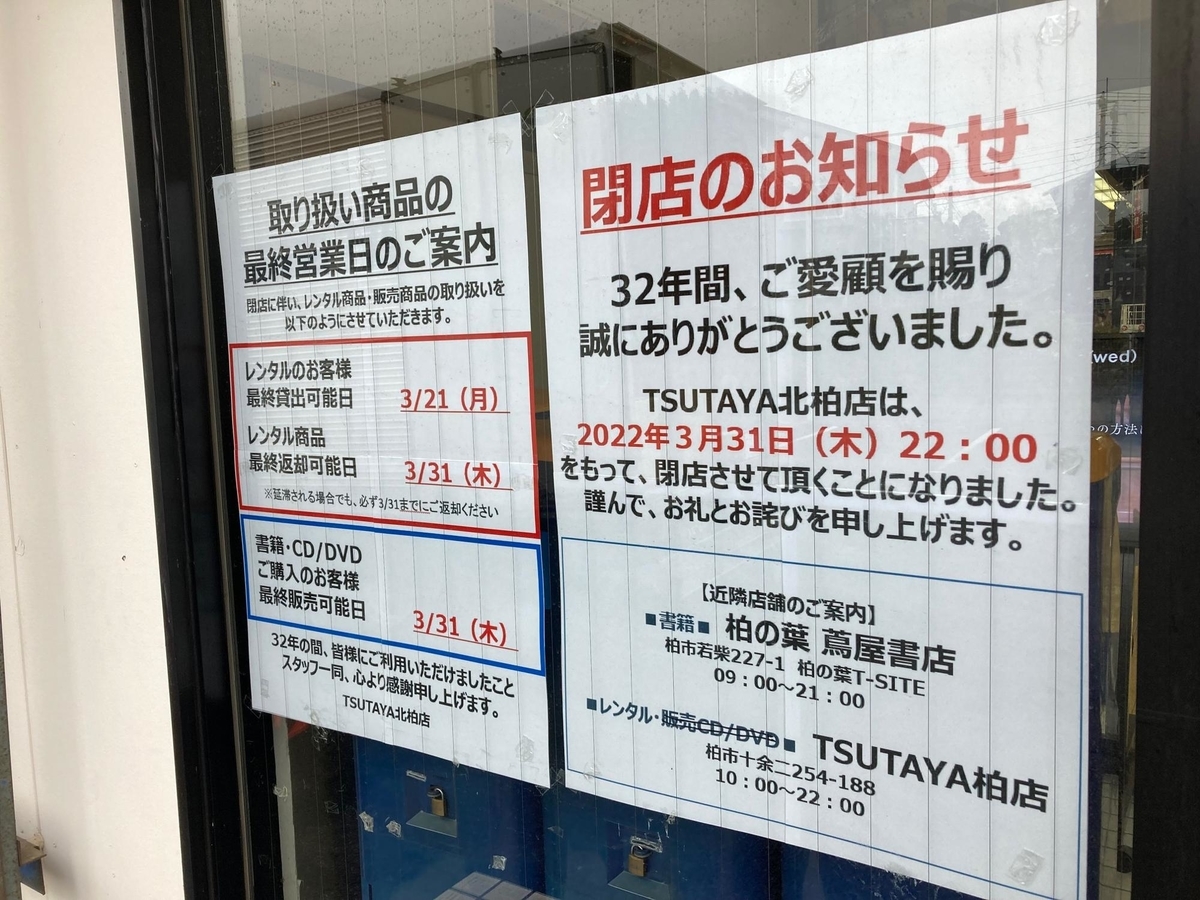 取り扱い商品の
最終営業日のご案内
閉店に伴い、レンタル商品・販売商品の取り扱いを
以下のようにさせていただきます。
レンタルのお客様
最終貸出可能日 3/21（月）
レンタル商品
最終返却可能日 3/31（木）
※延滞される場合でも、必ず3/31までにご返却ください
書籍・CD/DVD
ご購入のお客様
最終販売可能日 3/31（木）
32年の間、皆様にご利用いただけましたこと
スタッフ一同、心より感謝申し上げます。
TSUTAYA北柏店
閉店のお知らせ
32年間、ご愛顧を賜り
誠にありがとうございました。
TSUTAYA北柏店は、
2022年３月31日（木）22：00
をもって、閉店させて頂くことになりました。
謹んで、お礼とお詫びを申し上げます。
【近隣店舗のご案内】
■書籍■ 柏の葉 蔦屋書店
柏市若柴227-1 柏の葉T-SITE
09：00～21：00
■レンタル・販売CD/DVD■ TSUTAYA柏店
柏市十余二254-188
10：00～22：00
(wed)
の方法